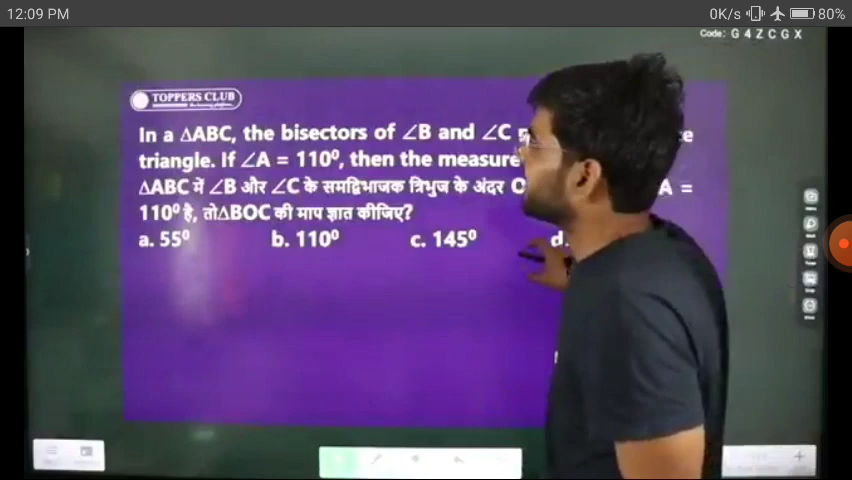 12:09 PM
0K/s 80%
Code: G 4 Z C G X
TOPPERS CLUB
In a ΔABC, the bisectors of ∠B and ∠C
triangle. If ∠A = 110⁰, then the measure
ΔABC में ∠B और ∠C के समद्विभाजक त्रिभुज के अंदर O A =
110⁰ है, तोΔBOC की माप ज्ञात कीजिए?
a. 55⁰ b. 110⁰ c. 145⁰ d.